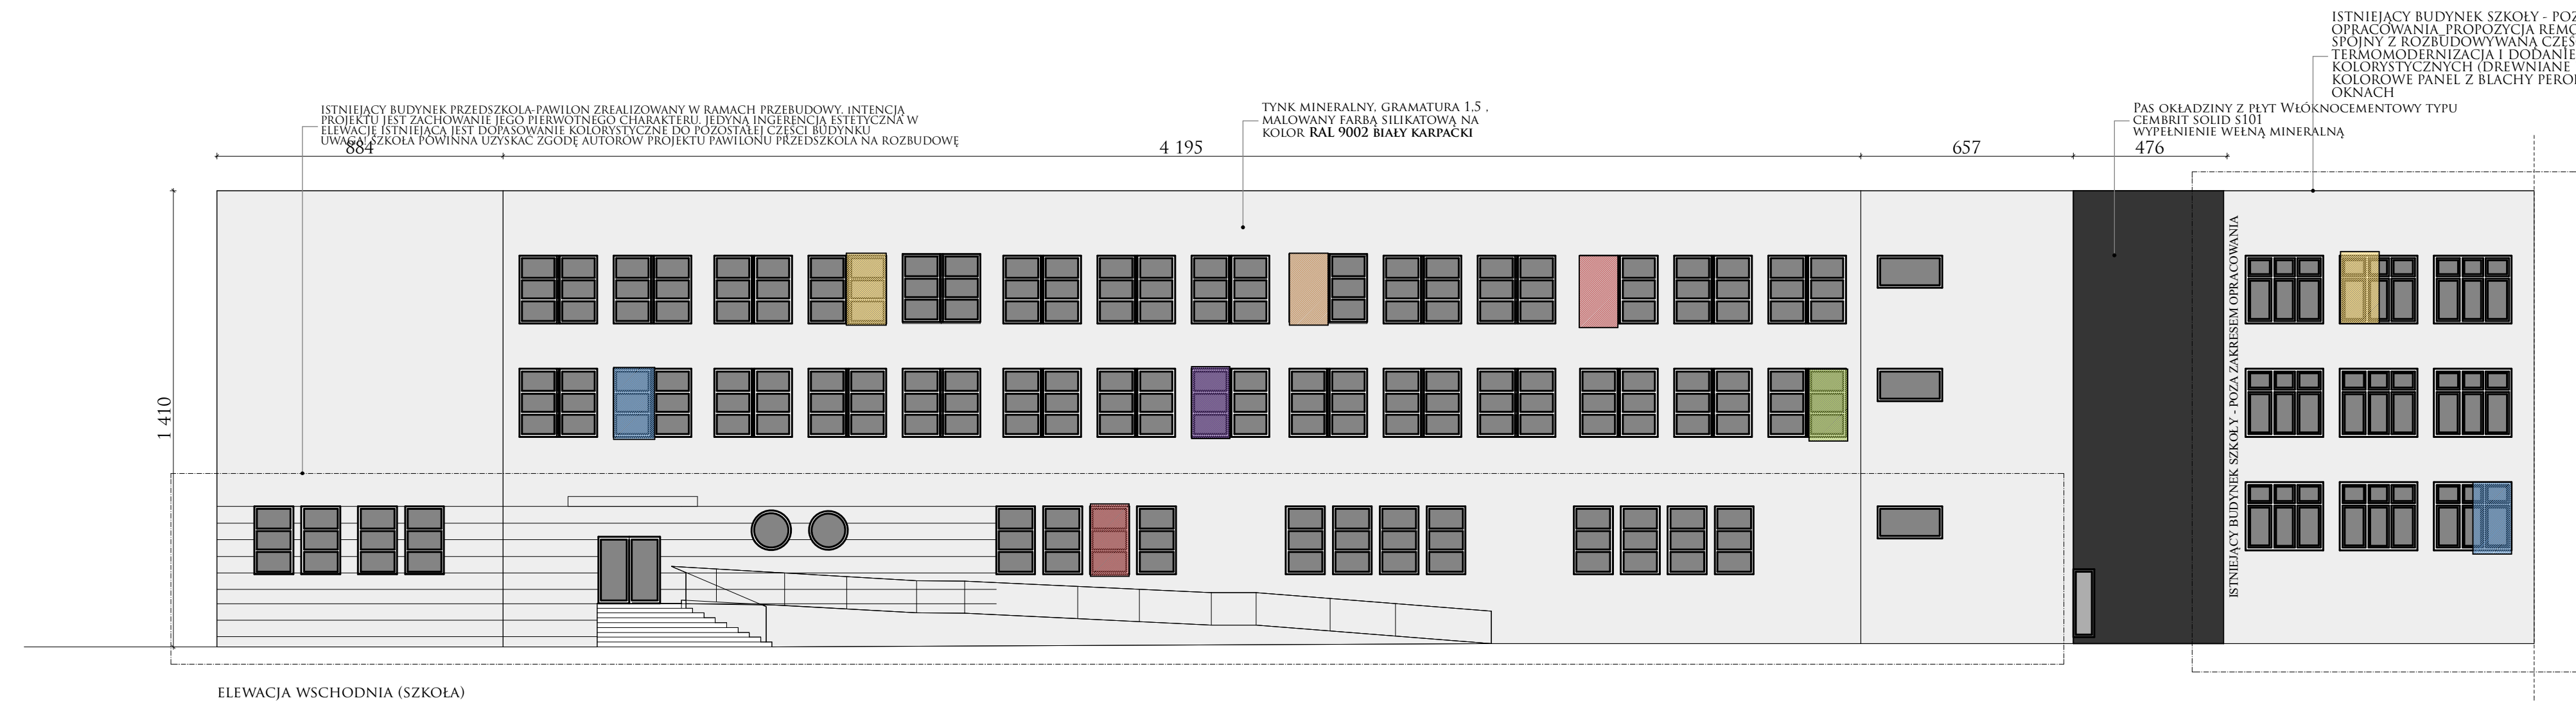 ISTNIEJĄCY BUDYNEK SZKOŁY - POZ
OPRACOWANIA_PROPOZYCJA REMO
SPÓJNY Z ROZBUDOWYWANĄ CZĘŚ
TERMOMODERNIZACJA I DODANIE
KOLORYSTYCZNYCH (DREWNIANE
KOLOROWE PANEL Z BLACHY PERO
OKNACH
ISTNIEJĄCY BUDYNEK PRZEDSZKOLA-PAWILON ZREALIZOWANY W RAMACH PRZEBUDOWY. INTENCJĄ
PROJEKTU JEST ZACHOWANIE JEGO PIERWOTNEGO CHARAKTERU. JEDYNĄ INGERENCJĄ ESTETYCZNA W
ELEWACJĘ ISTNIEJĄCĄ JEST DOPASOWANIE KOLORYSTYCZNE DO POZOSTAŁEJ CZĘŚCI BUDYNKU
UWAGA! SZKOŁA POWINNA UZYSKAĆ ZGODĘ AUTORÓW PROJEKTU PAWILONU PRZEDSZKOLA NA ROZBUDOWĘ
TYNK MINERALNY, GRAMATURA 1,5 ,
MALOWANY FARBĄ SILIKATOWĄ NA
KOLOR RAL 9002 BIAŁY KARPACKI
PAS OKŁADZINY Z PŁYT WŁÓKNOCEMENTOWY TYPU
CEMBRIT SOLID S101
WYPEŁNIENIE WEŁNĄ MINERALNĄ
884
4 195
657
476
1 410
ISTNIEJĄCY BUDYNEK SZKOŁY - POZA ZAKRESEM OPRACOWANIA
ELEWACJA WSCHODNIA (SZKOŁA)